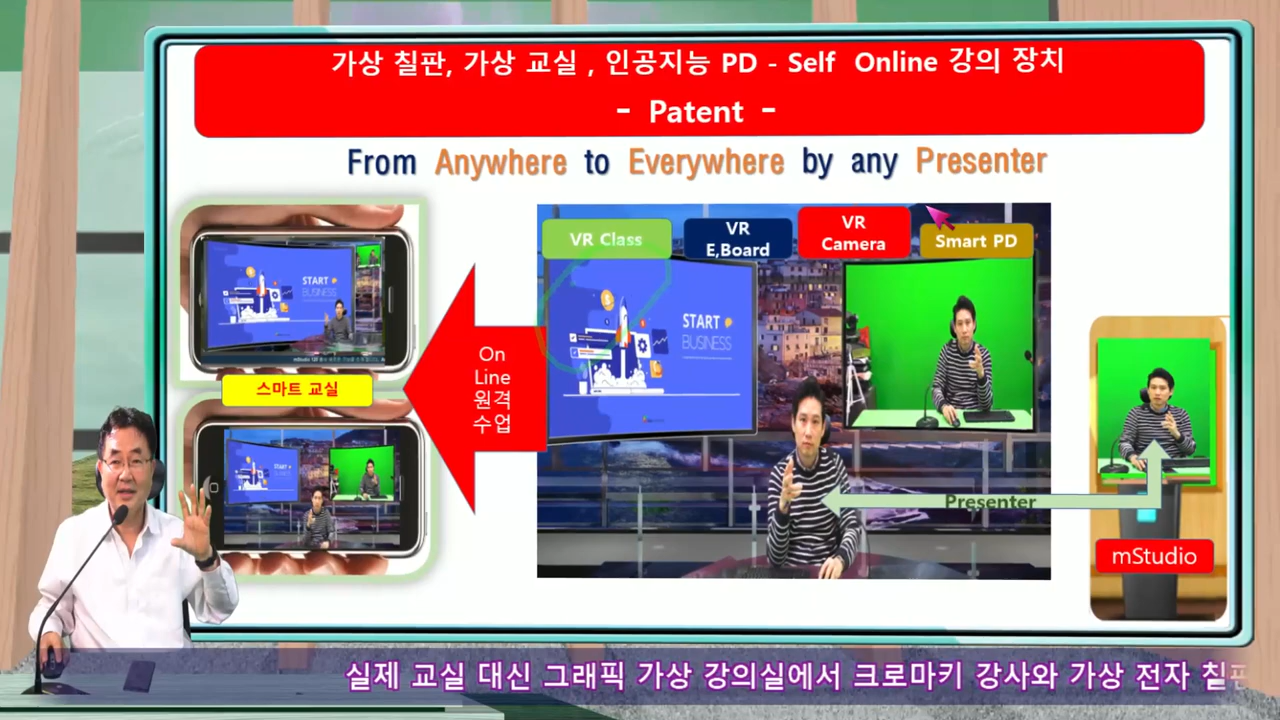 가상 칠판, 가상 교실 , 인공지능 PD - Self Online 강의 장치
- Patent -
From Anywhere to Everywhere by any Presenter
VR Class
VR
E,Board
VR
Camera
Smart PD
START
BUSINESS
START
BUSINESS
On
Line
원격
수업
스마트 교실
START
Presenter
mStudio
실제 교실 대신 그래픽 가상 강의실에서 크로마키 강사와 가상 전자 칠판